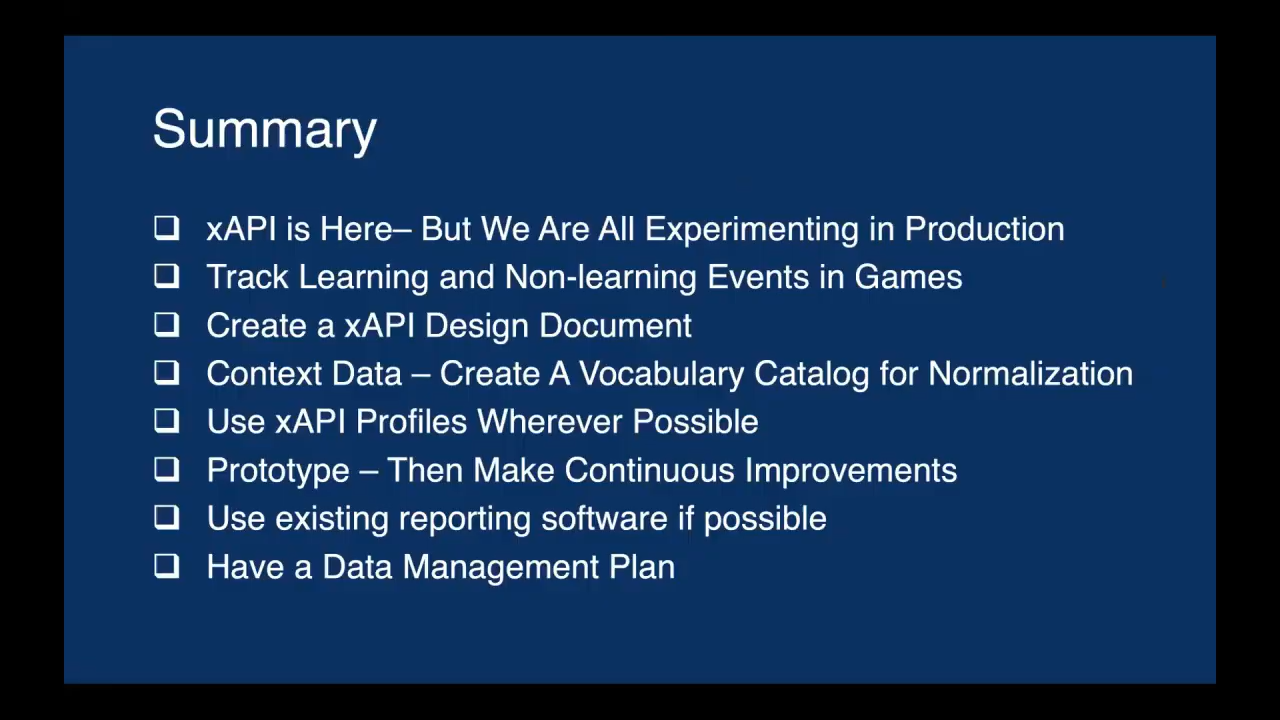 Summary
❑ xAPI is Here– But We Are All Experimenting in Production
❑ Track Learning and Non-learning Events in Games
❑ Create a xAPI Design Document
❑ Context Data – Create A Vocabulary Catalog for Normalization
❑ Use xAPI Profiles Wherever Possible
❑ Prototype – Then Make Continuous Improvements
❑ Use existing reporting software if possible
❑ Have a Data Management Plan